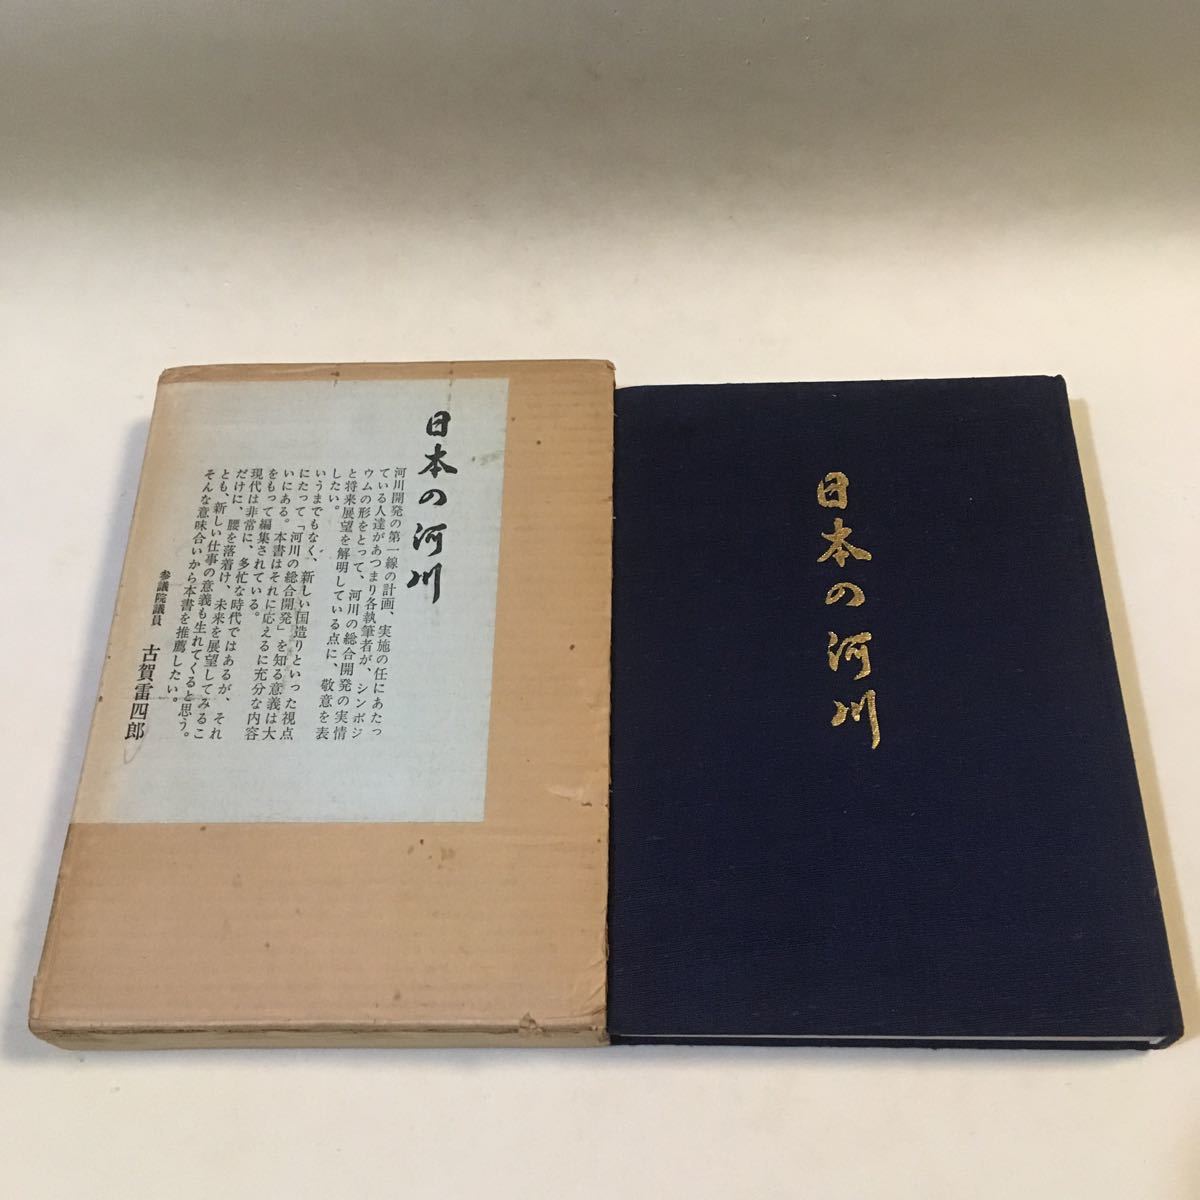 日本の河川
河川開発の第一線の計画、実施の任にあたっ
ている人達があつまり各執筆者が、シンポジ
ウムの形をとって、河川の総合開発の実情
と将来展望を解明している点に、敬意を表
したい。
いうまでもなく、新しい国造りといった視点
にたって「河川の総合開発」を知る意義は大
いにある。本書はそれに応えるに充分な内容
をもって編集されている。
現代は非常に、多忙な時代ではあるが、それ
だけに、腰を落着け、未来を展望してみるこ
とも、新しい仕事の意義も生れてくると思う。
そんな意味合いから本書を推薦したい。
参議院議員 古賀雷四郎
日本の河川